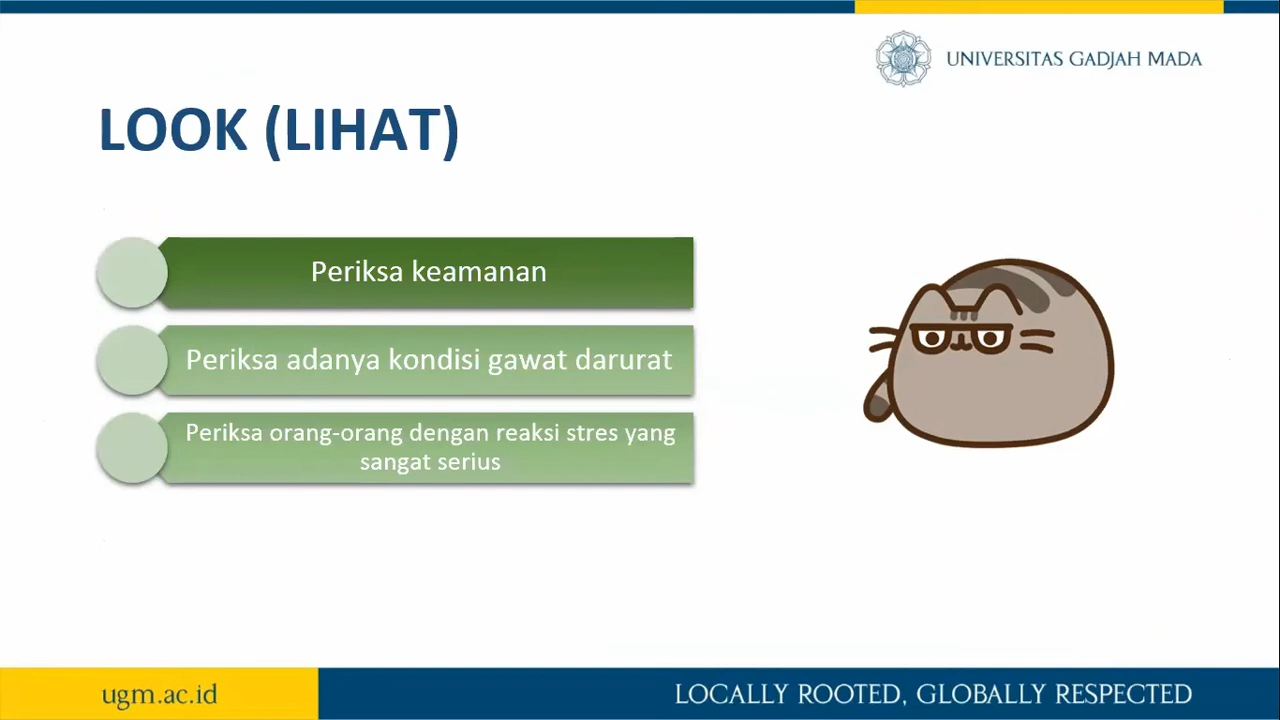 UNIVERSITAS GADJAH MADA
LOOK (LIHAT)
Periksa keamanan
Periksa adanya kondisi gawat darurat
Periksa orang-orang dengan reaksi stres yang
sangat serius
ugm.ac.id
LOCALLY ROOTED, GLOBALLY RESPECTED